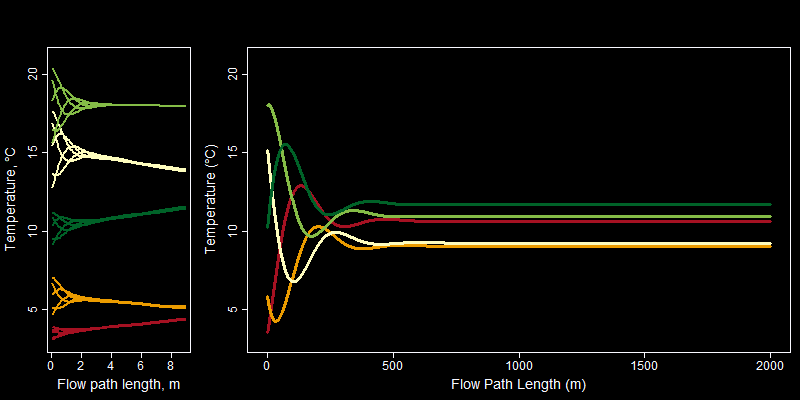 Temperature, °C
20
15
10
5
0 2 4 6 8
Flow path length, m
Temperature (°C)
20
15
10
5
0 500 1000 1500 2000
Flow Path Length (m)